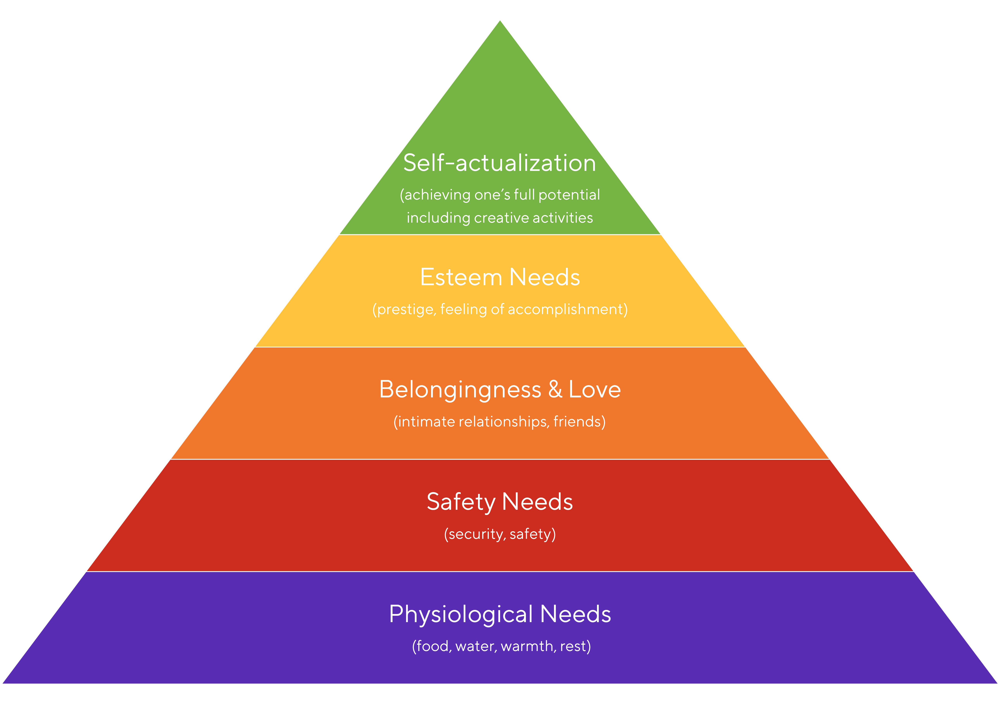 Self-actualization
(achieving one’s full potential
including creative activities
Esteem Needs
(prestige, feeling of accomplishment)
Belongingness & Love
(intimate relationships, friends)
Safety Needs
(security, safety)
Physiological Needs
(food, water, warmth, rest)